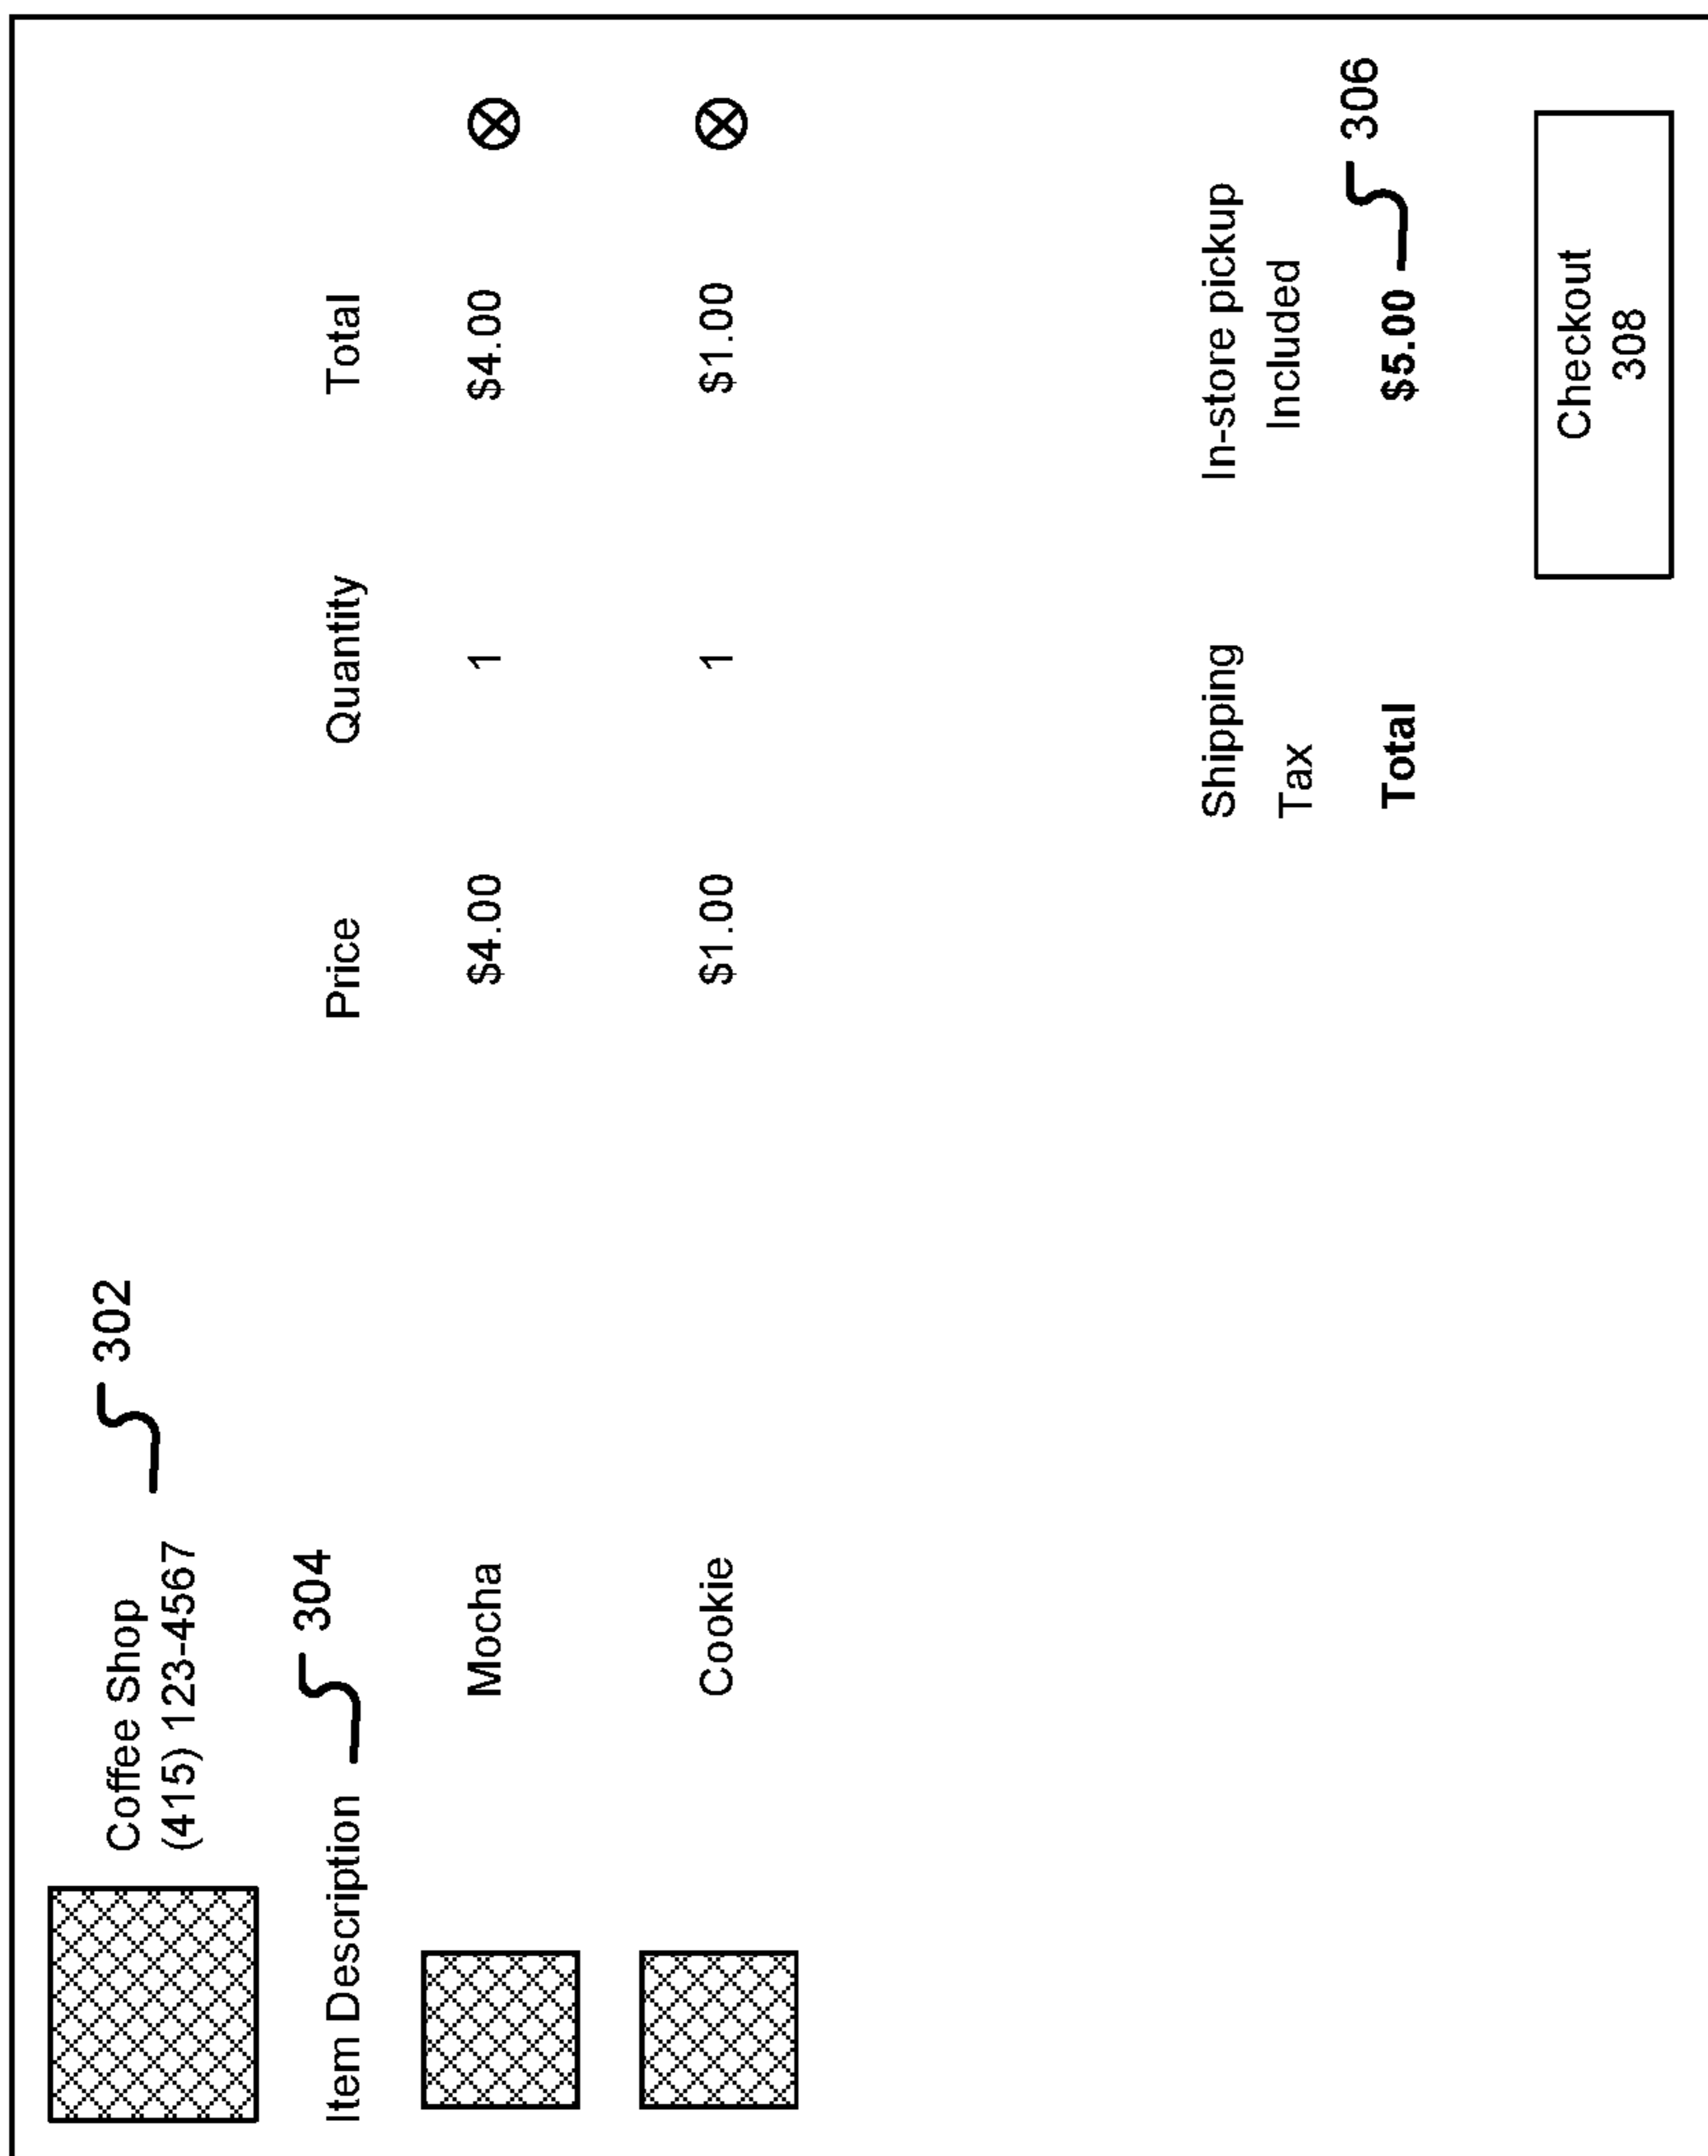 Coffee Shop
(415) 123-4567
302
Item Description 304 Price Quantity Total
Mocha $4.00 1 $4.00
Cookie $1.00 1 $1.00
Shipping In-store pickup
Tax Included
Total $5.00 306
Checkout
308